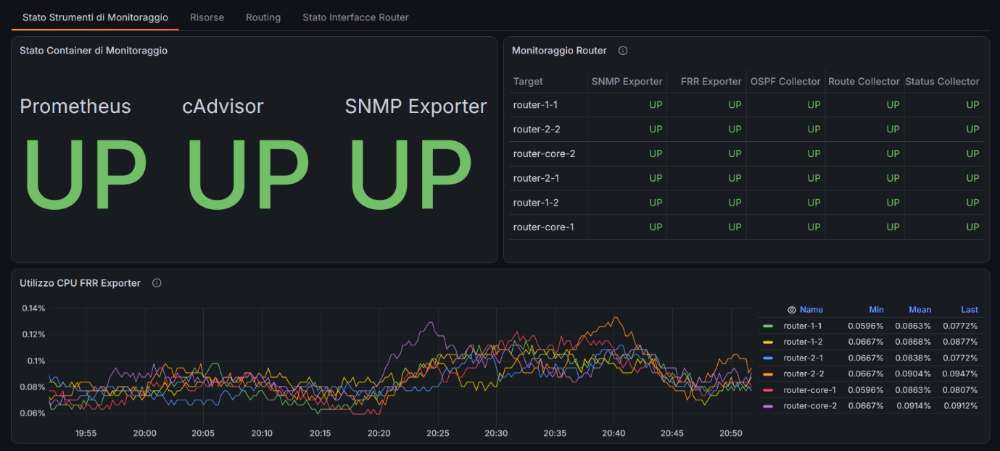 Stato Strumenti di Monitoraggio Risorse Routing Stato Interfacce Router
Stato Container di Monitoraggio
Prometheus cAdvisor SNMP Exporter
UP UP UP
Monitoraggio Router
Target SNMP Exporter FRR Exporter OSPF Collector Route Collector Status Collector
router-1-1 UP UP UP UP UP
router-2-2 UP UP UP UP UP
router-core-2 UP UP UP UP UP
router-2-1 UP UP UP UP UP
router-1-2 UP UP UP UP UP
router-core-1 UP UP UP UP UP
Utilizzo CPU FRR Exporter
0.14%
0.12%
0.1%
0.08%
0.06%
19:55 20:00 20:05 20:10 20:15 20:20 20:25 20:30 20:35 20:40 20:45 20:50
Name Min Mean Last
router-1-1 0.0596% 0.0863% 0.0772%
router-1-2 0.0667% 0.0868% 0.0877%
router-2-1 0.0667% 0.0838% 0.0772%
router-2-2 0.0667% 0.0904% 0.0947%
router-core-1 0.0596% 0.0863% 0.0807%
router-core-2 0.0667% 0.0914% 0.0912%